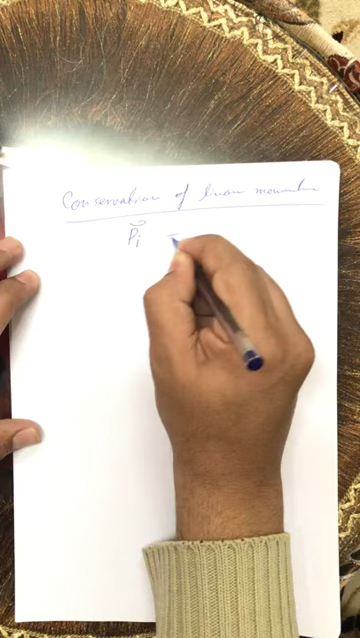 Conservation of linear momentum
P⃗i =